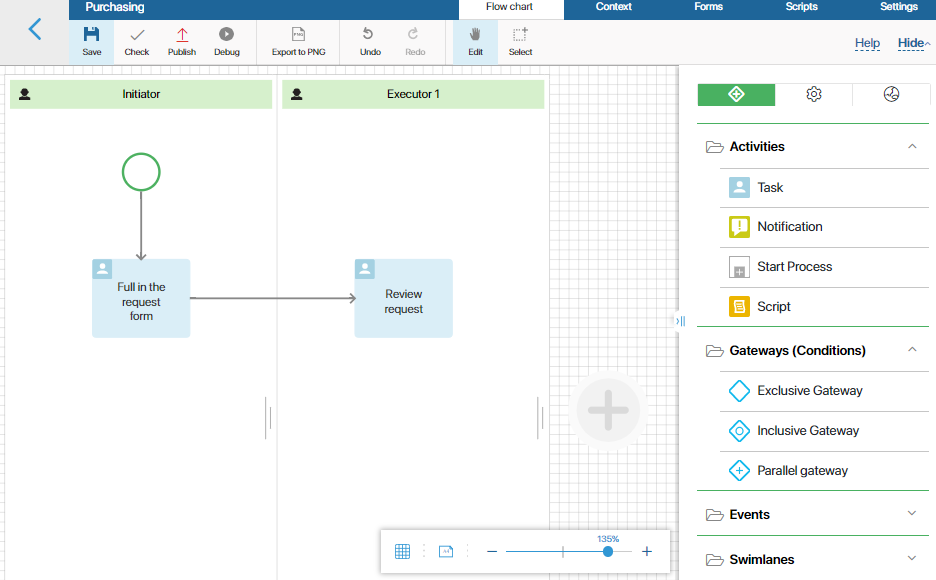 Purchasing
Flow chart
Context
Forms
Scripts
Settings
Save
Check
Publish
Debug
PNG
Export to PNG
Undo
Redo
Edit
Select
Help
Hide
Initiator
Executor 1
Full in the
request
form
Review
request
Activities
Task
Notification
Start Process
Script
Gateways (Conditions)
Exclusive Gateway
Inclusive Gateway
Parallel gateway
Events
Swimlanes
135%